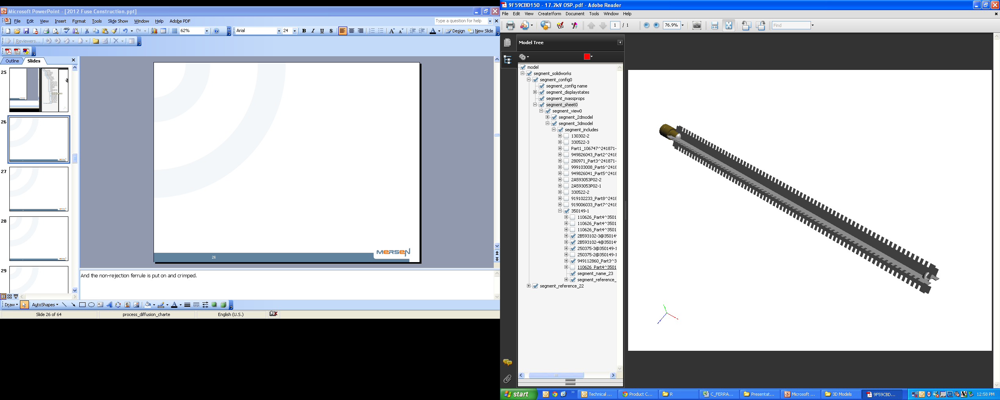 Microsoft PowerPoint - [2012 Fuse Construction.ppt]
File Edit View Insert Format Tools Slide Show Window Help Adobe PDF
Type a question for help
62%
Arial
24
B I U S
Design
New Slide
Reviewers...
Outline
Slides
25
26
27
28
29
26
MERSEN
And the non-rejection ferrule is put on and crimped.
Draw
AutoShapes
Slide 26 of 64
process_diffusion_charte
English (U.S.)
9F59CBD150 - 17.2kV OSP.pdf - Adobe Reader
File Edit View Create!form Document Tools Window Help
1 / 1
76.9%
Find
Model Tree
model
segment_solidworks
segment_config0
segment_config name
segment_displaystates
segment_massprops
segment_sheet0
segment_view0
segment_2dmodel
segment_3dmodel
segment_includes
130302-2
330522-3
Part1_106747^241871-
949826043_Part2^2418
280971_Part3^241871-
999103008_Part6^2418
949826041_Part5^2418
2A593053P02-2
2A593053P02-1
330522-2
919102233_Part8^2418
919006033_Part7^2418
350149-1
110626_Part4^3501
110626_Part4^3501
110626_Part4^3501
2B593102-3@350149
2B593102-4@350149
250375-3@350149-1
250375-2@350149-1
949112860_Part3^3
110626_Part4^3501
segment_name_23
segment_reference_
segment_reference_22
start
Technical ...
Product C...
R
C_FERRA...
Presentat...
Microsoft ...
3D Models
9F59CBD...
12:58 PM